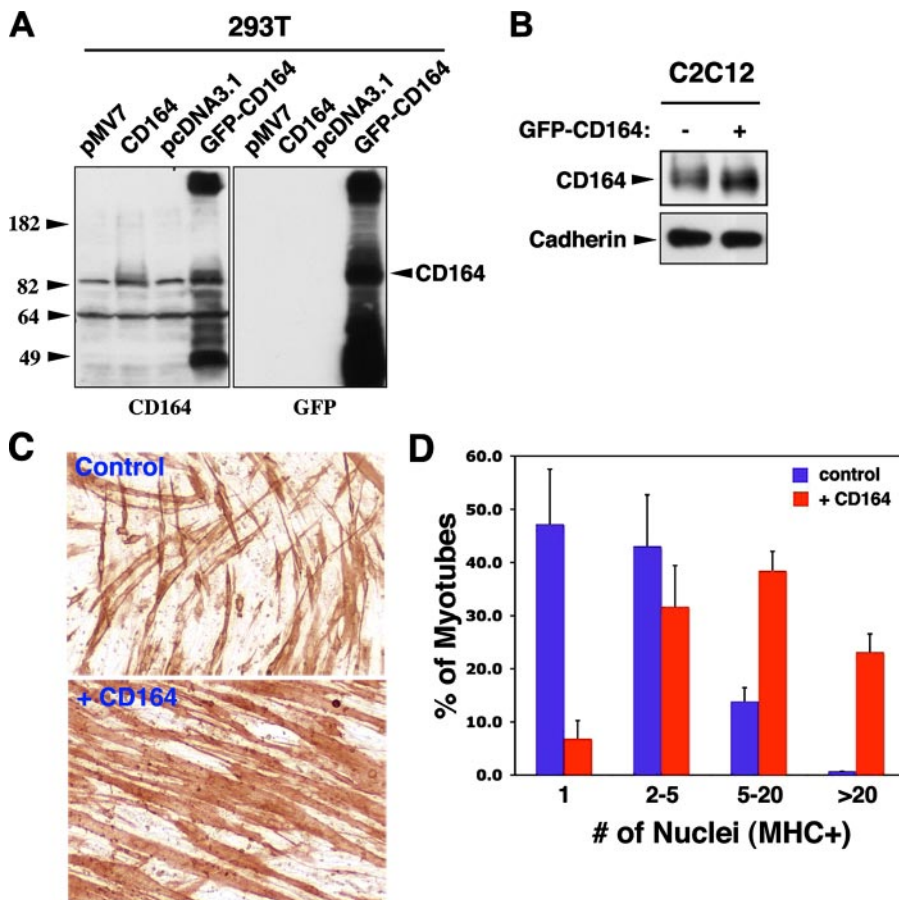 A
293T
pMV7
CD164
pcDNA3.1
GFP-CD164
pMV7
CD164
pcDNA3.1
GFP-CD164
182
82
64
49
CD164
CD164
GFP
B
C2C12
GFP-CD164: - +
CD164
Cadherin
C
Control
+ CD164
D
60.0
50.0
40.0
30.0
20.0
10.0
0.0
% of Myotubes
control
+ CD164
1 2-5 5-20 >20
# of Nuclei (MHC+)